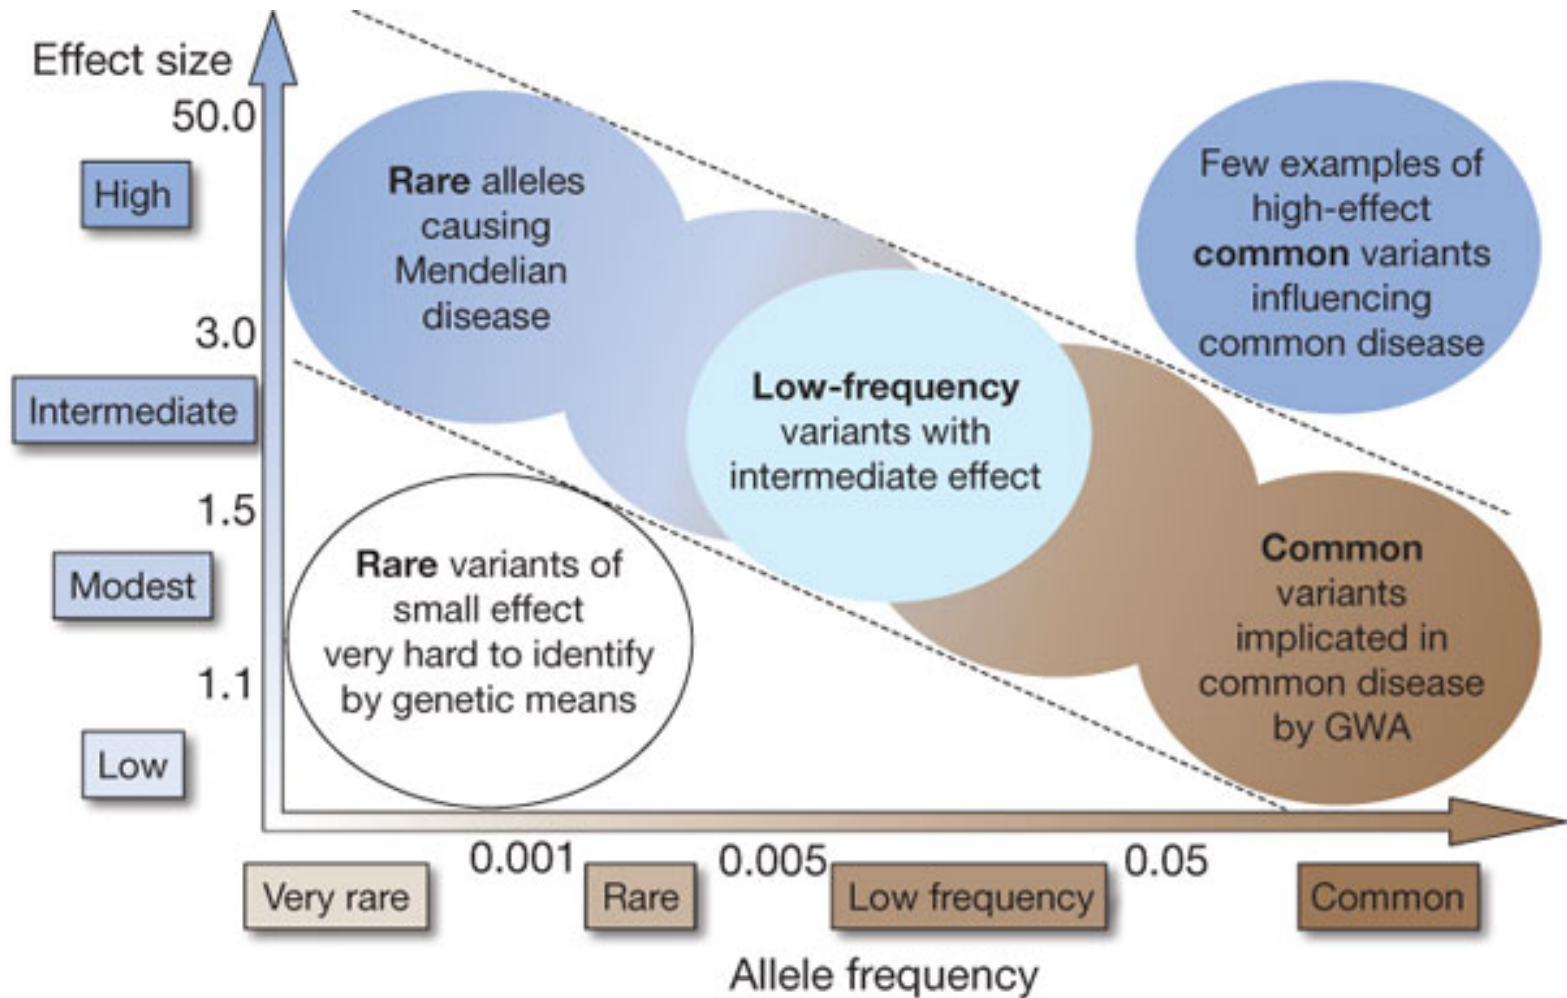 Effect size
50.0
High
3.0
Intermediate
1.5
Modest
1.1
Low
Rare alleles
causing
Mendelian
disease
Few examples of
high-effect
common variants
influencing
common disease
Low-frequency
variants with
intermediate effect
Rare variants of
small effect
very hard to identify
by genetic means
Common
variants
implicated in
common disease
by GWA
0.001
0.005
0.05
Very rare
Rare
Low frequency
Common
Allele frequency